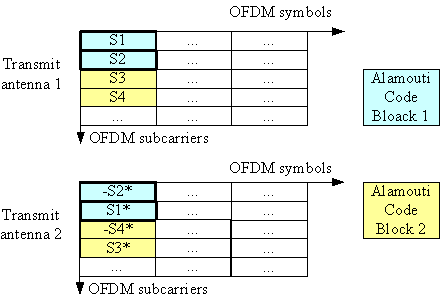 OFDM symbols
Transmit
antenna 1
S1 ... ...
S2 ... ...
S3 ... ...
S4 ... ...
... ... ...
OFDM subcarriers
Alamouti
Code
Bloack 1
OFDM symbols
Transmit
antenna 2
-S2* ... ...
S1* ... ...
-S4* ... ...
S3* ... ...
... ... ...
OFDM subcarriers
Alamouti
Code
Block 2